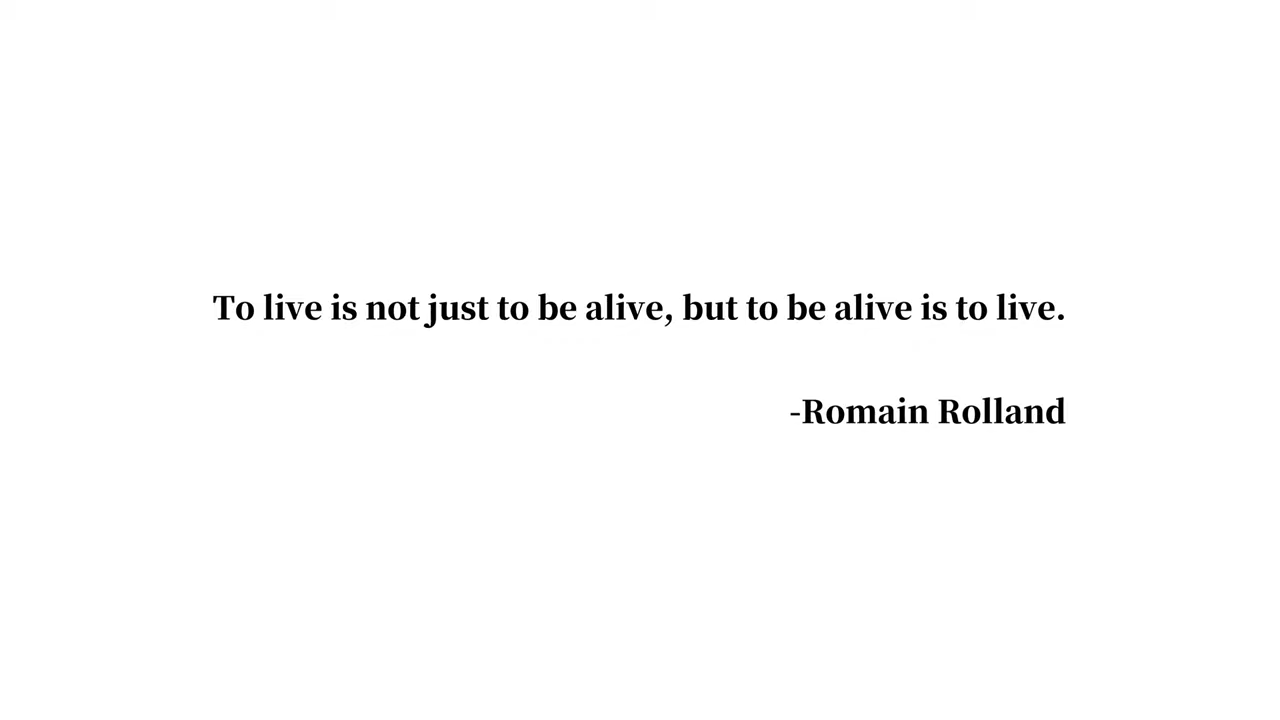 To live is not just to be alive, but to be alive is to live.
-Romain Rolland